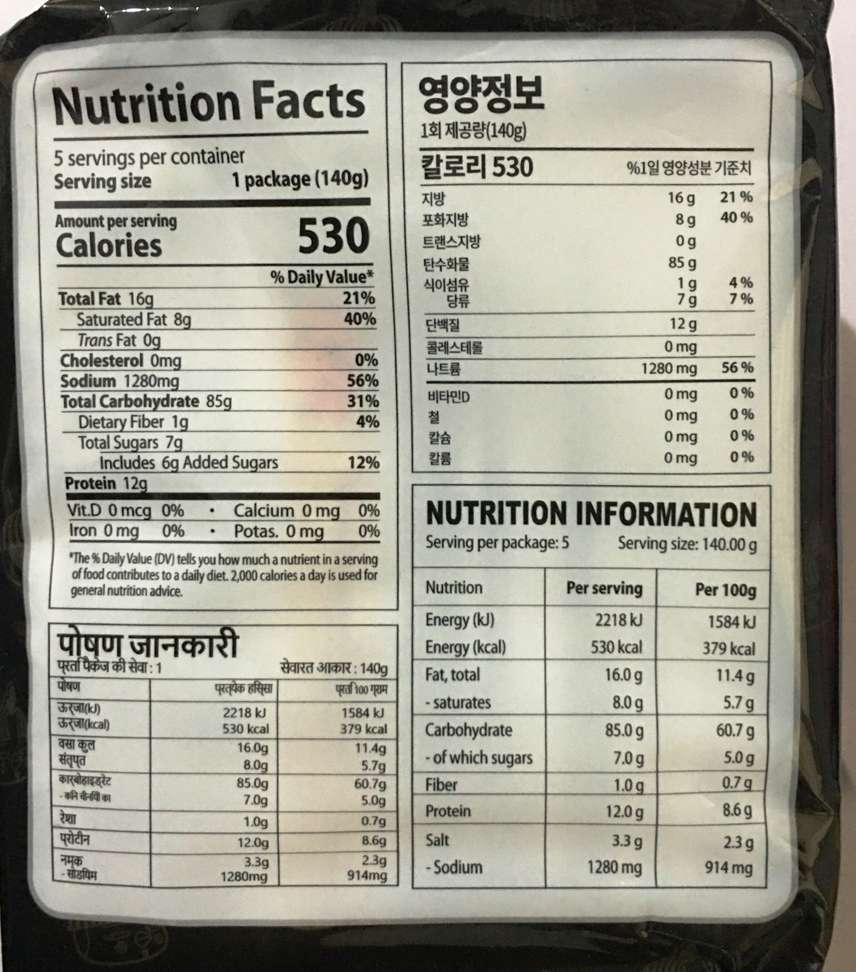 Nutrition Facts
5 servings per container
Serving size 1 package (140g)
Amount per serving
Calories 530
% Daily Value*
Total Fat 16g 21%
Saturated Fat 8g 40%
Trans Fat 0g
Cholesterol 0mg 0%
Sodium 1280mg 56%
Total Carbohydrate 85g 31%
Dietary Fiber 1g 4%
Total Sugars 7g
Includes 6g Added Sugars 12%
Protein 12g
Vit.D 0 mcg 0% • Calcium 0 mg 0%
Iron 0 mg 0% • Potas. 0 mg 0%
*The % Daily Value (DV) tells you how much a nutrient in a serving
of food contributes to a daily diet. 2,000 calories a day is used for
general nutrition advice.
영양정보
1회 제공량(140g)
칼로리 530 %1일 영양성분 기준치
지방 16 g 21 %
포화지방 8 g 40 %
트랜스지방 0 g
탄수화물 85 g
식이섬유 1 g 4 %
당류 7 g 7 %
단백질 12 g
콜레스테롤 0 mg
나트륨 1280 mg 56 %
비타민D 0 mg 0 %
철 0 mg 0 %
칼슘 0 mg 0 %
칼륨 0 mg 0 %
पोषण जानकारी
की सेवा : 1 सेवारत आकार : 140g
पोषण 100
(kJ) 2218 kJ 1584 kJ
(kcal) 530 kcal 379 kcal
वसा कुल 16.0g 11.4g
8.0g 5.7g
85.0g 60.7g
7.0g 5.0g
रेशा 1.0g 0.7g
12.0g 8.6g
नमक 3.3g 2.3g
1280mg 914mg
NUTRITION INFORMATION
Serving per package: 5 Serving size: 140.00 g
Nutrition Per serving Per 100g
Energy (kJ) 2218 kJ 1584 kJ
Energy (kcal) 530 kcal 379 kcal
Fat, total 16.0 g 11.4 g
- saturates 8.0 g 5.7 g
Carbohydrate 85.0 g 60.7 g
- of which sugars 7.0 g 5.0 g
Fiber 1.0 g 0.7 g
Protein 12.0 g 8.6 g
Salt 3.3 g 2.3 g
- Sodium 1280 mg 914 mg